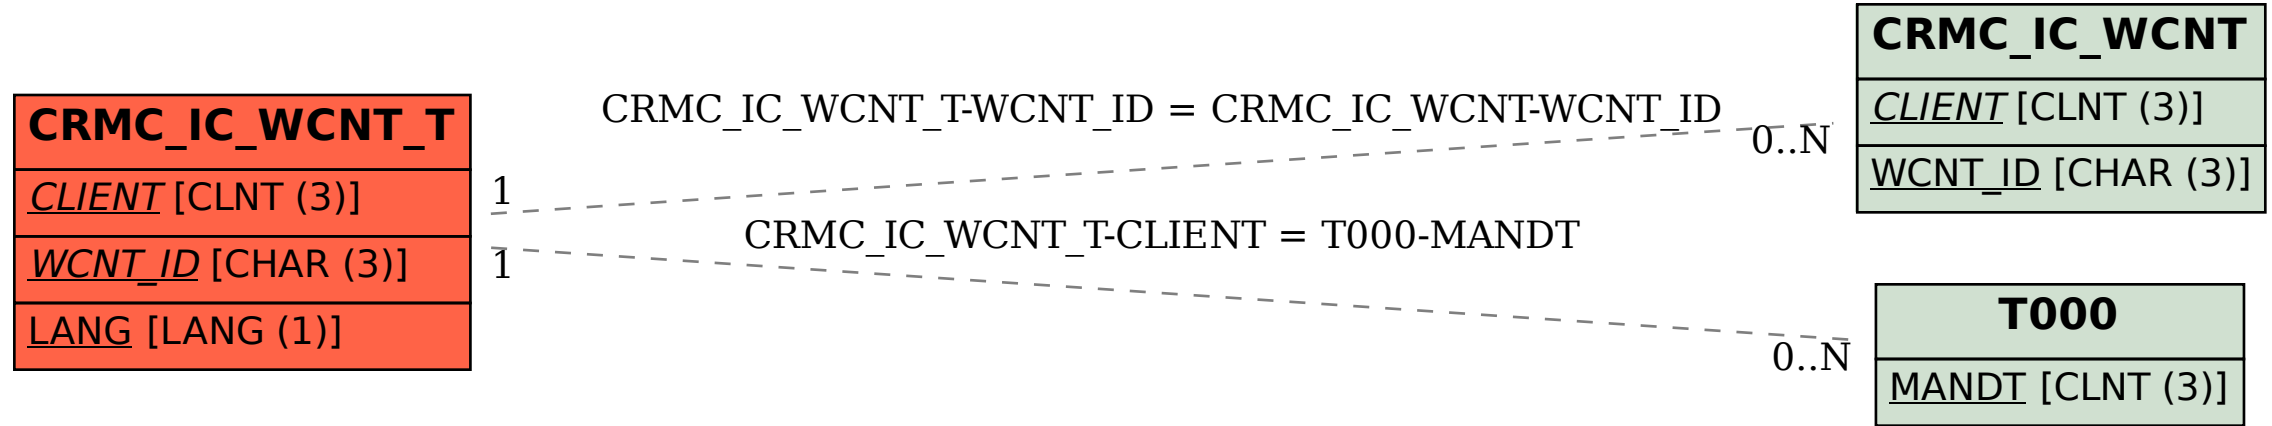 CRMC_IC_WCNT_T
CLIENT [CLNT (3)]
WCNT_ID [CHAR (3)]
LANG [LANG (1)]
CRMC_IC_WCNT_T-WCNT_ID = CRMC_IC_WCNT-WCNT_ID
1
0..N
CRMC_IC_WCNT_T-CLIENT = T000-MANDT
1
0..N
CRMC_IC_WCNT
CLIENT [CLNT (3)]
WCNT_ID [CHAR (3)]
T000
MANDT [CLNT (3)]